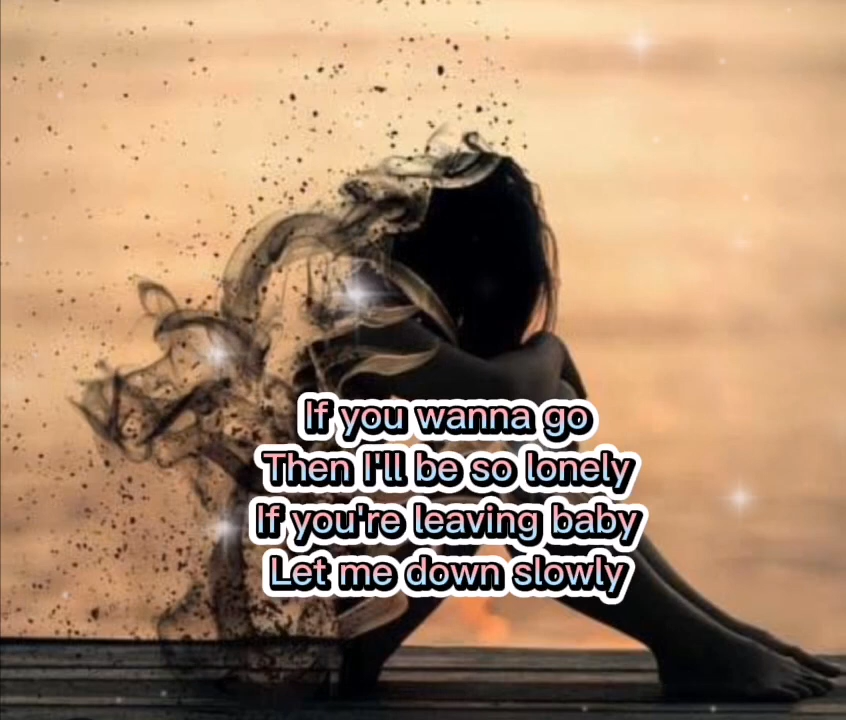 If you wanna go
Then I'll be so lonely
If you're leaving baby
Let me down slowly